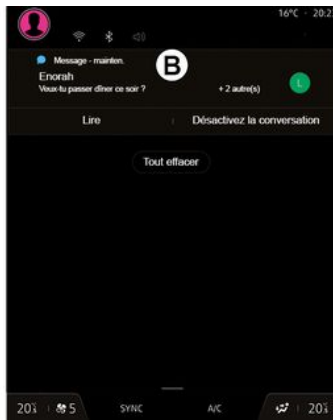 16°C · 20:2
Message - mainten.
B
Enorah
Veux-tu passer dîner ce soir ?
+ 2 autre(s)
L
Lire
Désactivez la conversation
Tout effacer
20
5
SYNC
A/C
20